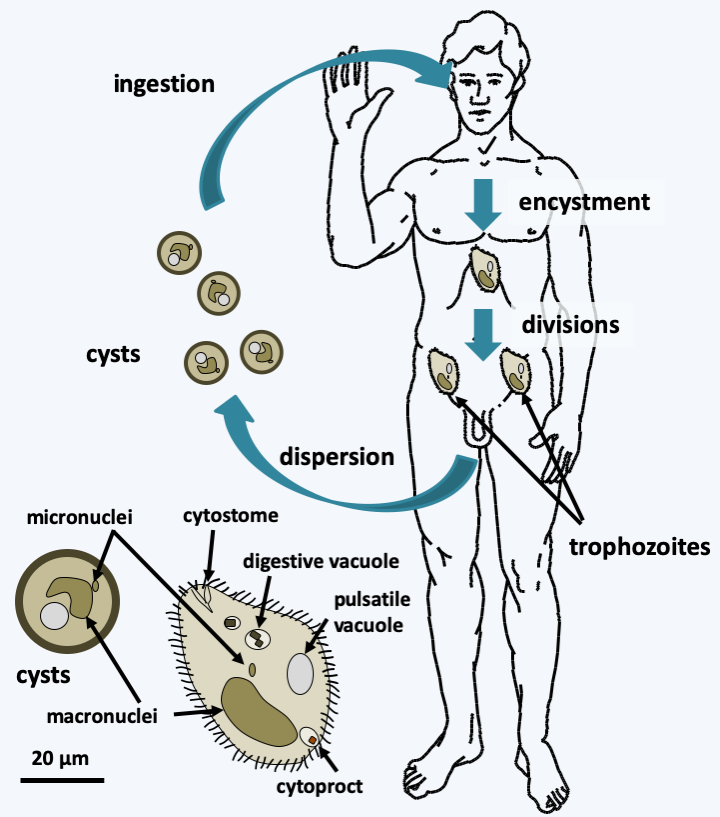 ingestion
encystment
divisions
cysts
dispersion
trophozoites
micronuclei
cytostome
digestive vacuole
pulsatile
vacuole
cysts
macronuclei
20 µm
cytoproct